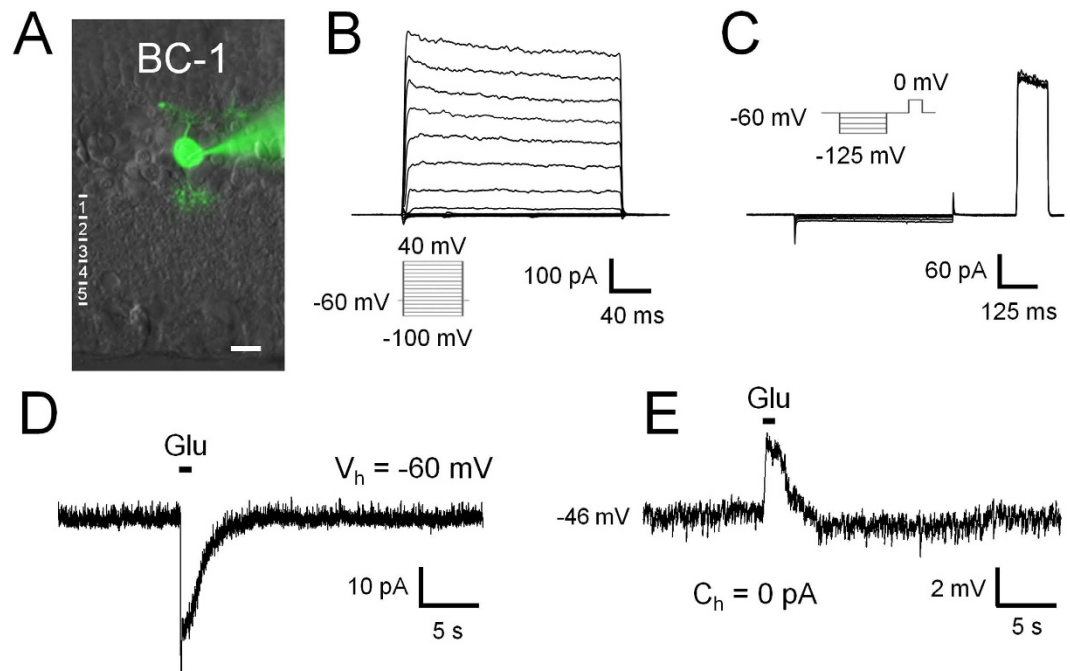 A
BC-1
1
2
3
4
5
B
40 mV
-60 mV
-100 mV
100 pA
40 ms
C
0 mV
-60 mV
-125 mV
60 pA
125 ms
D
Glu
Vₕ = -60 mV
10 pA
5 s
E
Glu
-46 mV
Cₕ = 0 pA
2 mV
5 s